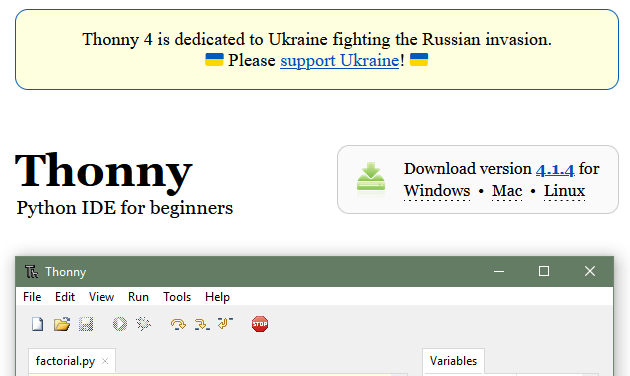 Thonny 4 is dedicated to Ukraine fighting the Russian invasion.
Please support Ukraine!
Thonny
Python IDE for beginners
Download version 4.1.4 for
Windows • Mac • Linux
Thonny
File Edit View Run Tools Help
STOP
factorial.py
Variables